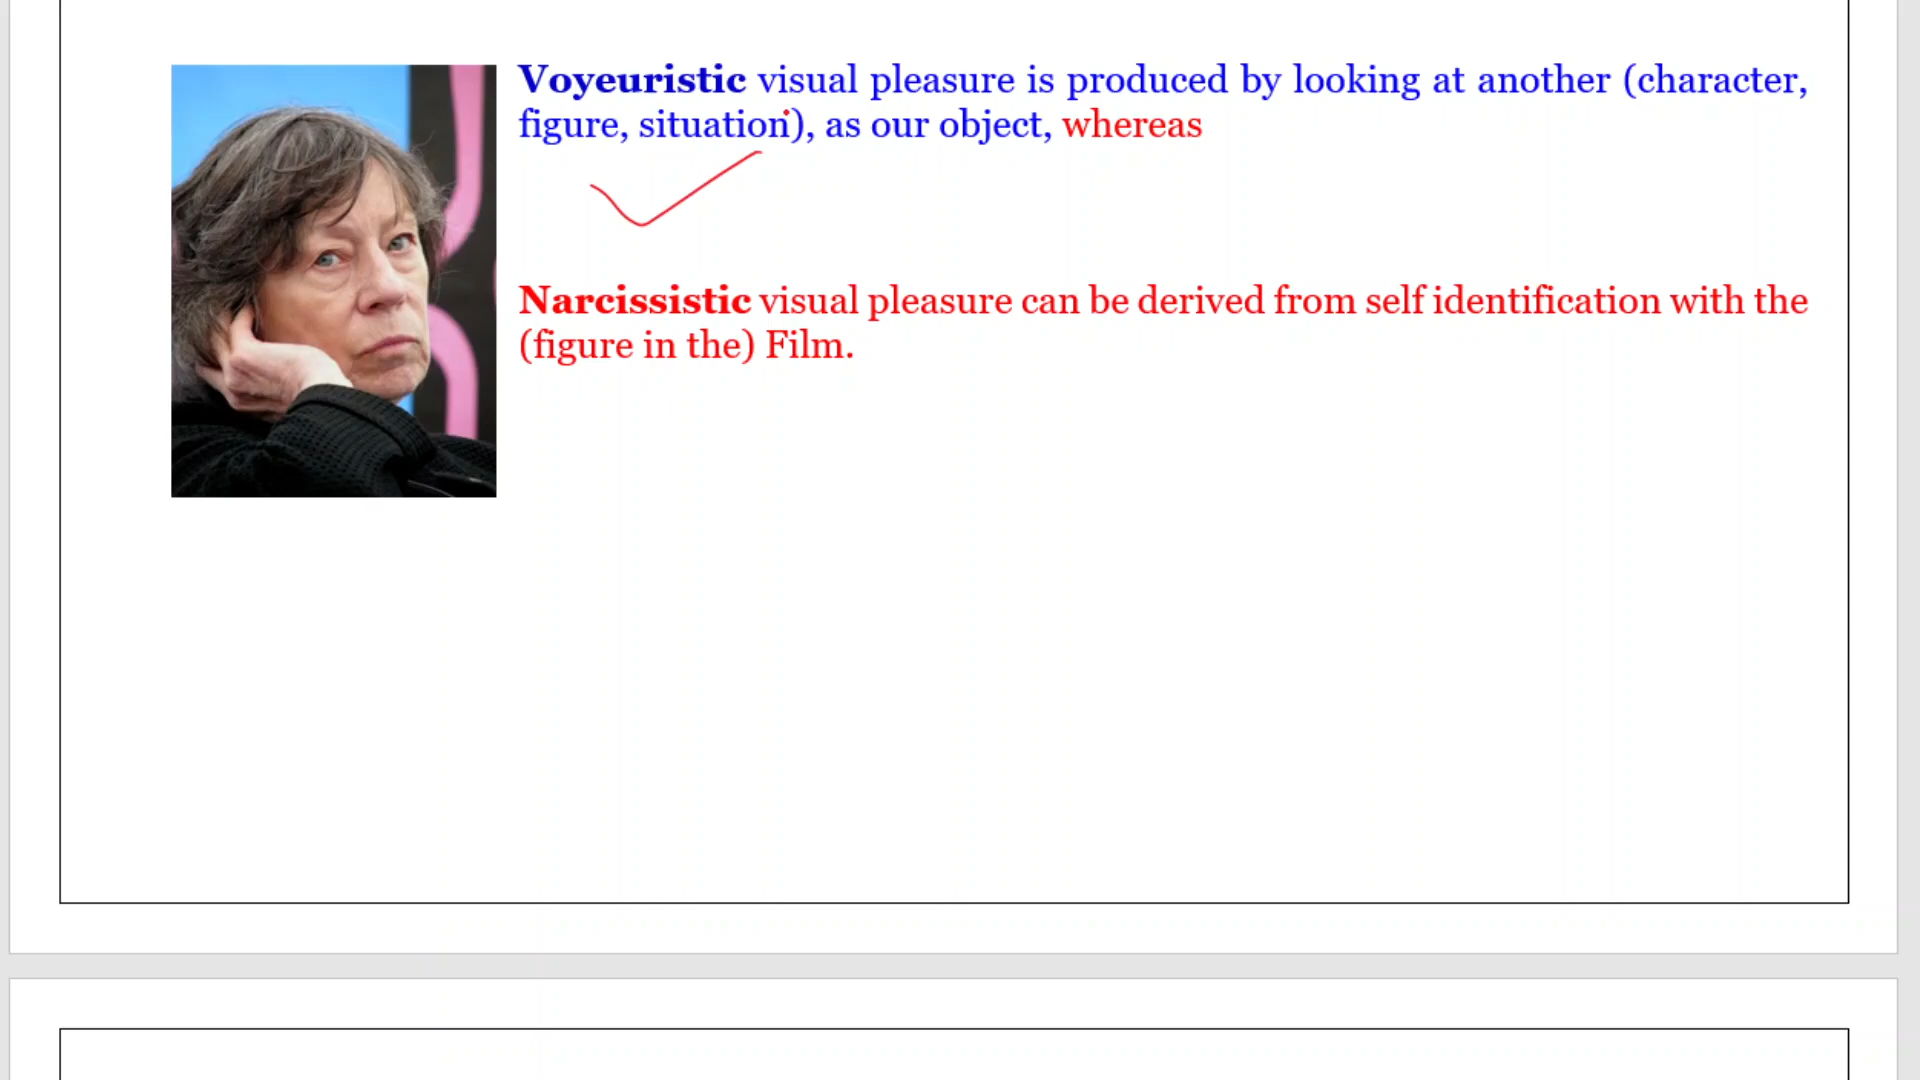 Voyeuristic visual pleasure is produced by looking at another (character,
figure, situation), as our object, whereas
Narcissistic visual pleasure can be derived from self identification with the
(figure in the) Film.